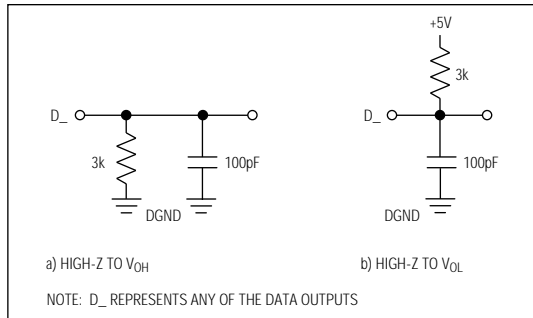 +5V
3k
D_
D_
3k
100pF
100pF
DGND
DGND
a) HIGH-Z TO VOH
b) HIGH-Z TO VOL
NOTE: D_ REPRESENTS ANY OF THE DATA OUTPUTS